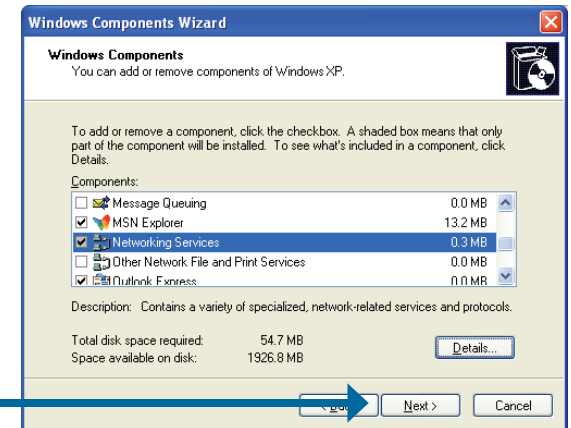 Windows Components Wizard
Windows Components
You can add or remove components of Windows XP.
To add or remove a component, click the checkbox. A shaded box means that only
part of the component will be installed. To see what's included in a component, click
Details.
Components:
Message Queuing 0.0 MB
MSN Explorer 13.2 MB
Networking Services 0.3 MB
Other Network File and Print Services 0.0 MB
Outlook Express 0.0 MB
Description: Contains a variety of specialized, network-related services and protocols.
Total disk space required: 54.7 MB
Space available on disk: 1926.8 MB
Details...
Next >
Cancel